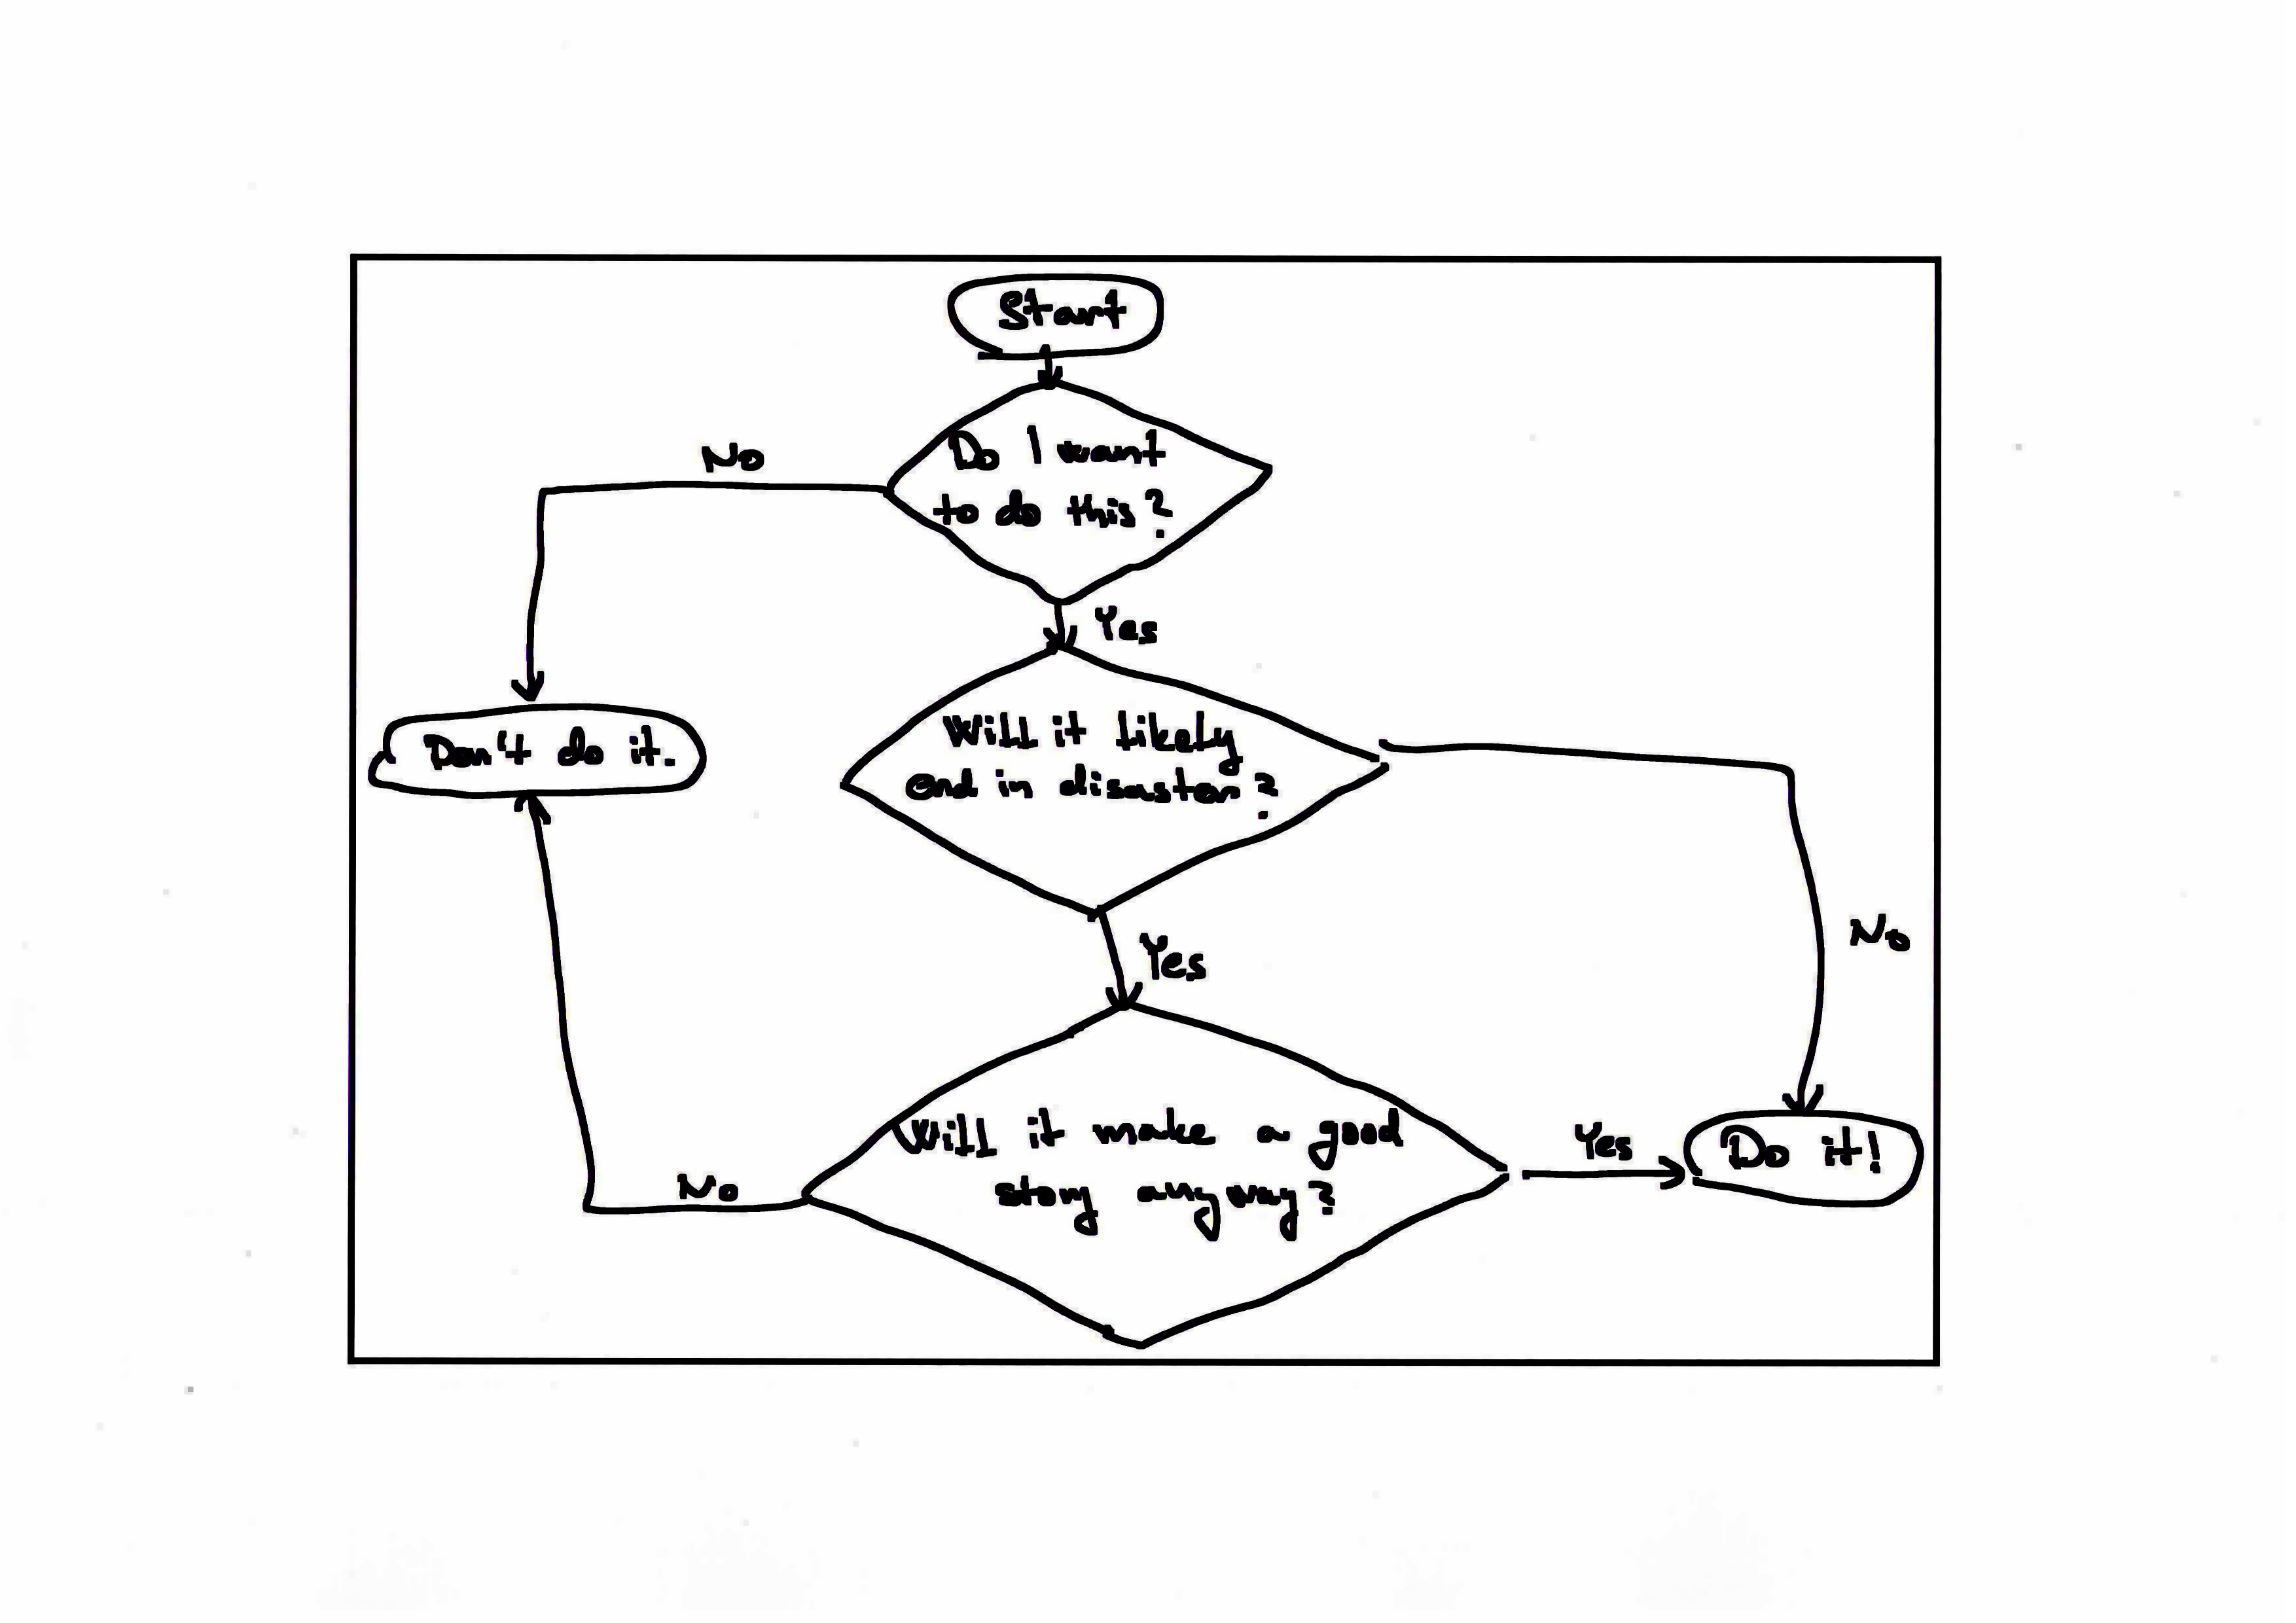 Start
Do I want
to do this?
No
Yes
Don't do it.
Will it likely
end in disaster?
No
Yes
Will it make a good
story anyway?
No
Yes
Do it!